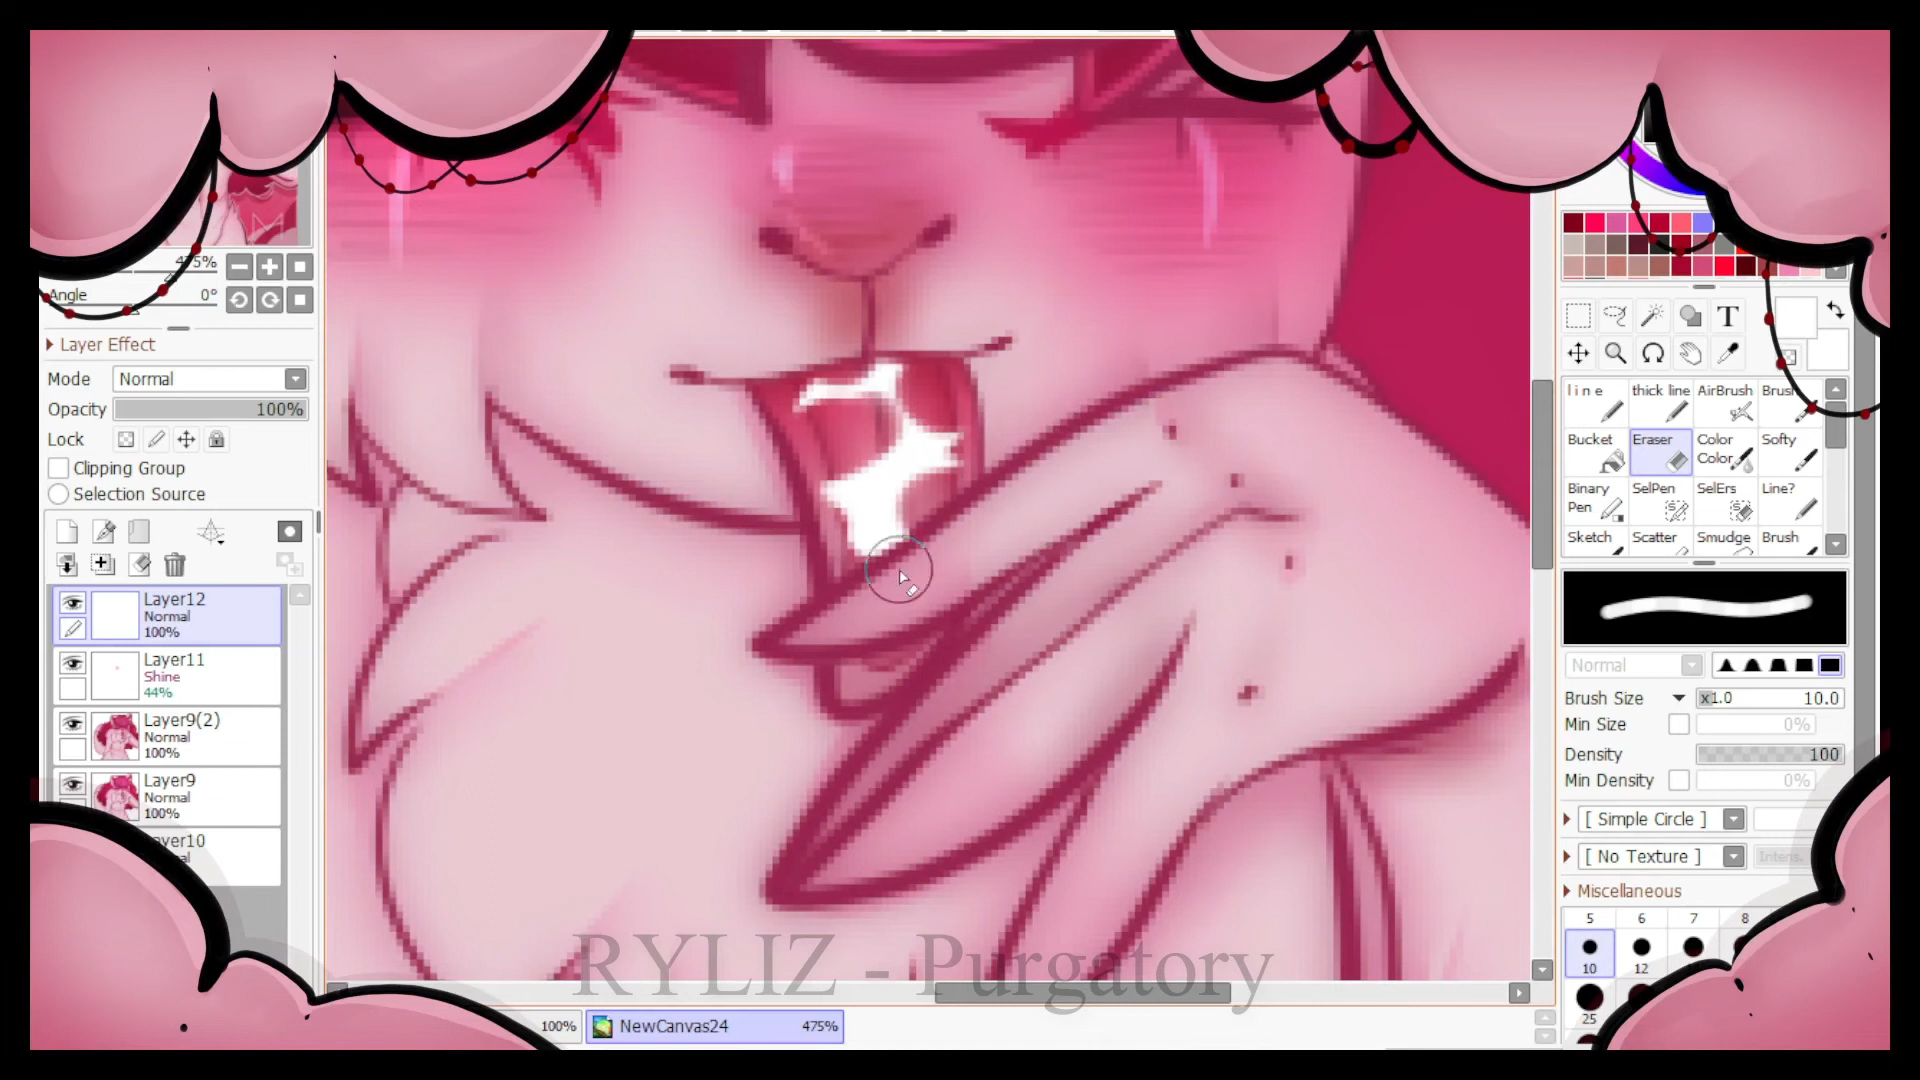 475%
Angle 0°
Layer Effect
Mode Normal
Opacity 100%
Lock
Clipping Group
Selection Source
Layer12
Normal
100%
Layer11
Shine
44%
Layer9(2)
Normal
100%
Layer9
Normal
100%
T
line thick line AirBrush Brush
Bucket Eraser Color Color Softy
Binary Pen SelPen SelErs Line?
Sketch Scatter Smudge Brush
Normal
Brush Size x1.0 10.0
Min Size 0%
Density 100
Min Density 0%
[ Simple Circle ]
[ No Texture ] Intens.
Miscellaneous
5 6 7 8
10 12
25
RYLIZ - Purgatory
100% NewCanvas24 475%